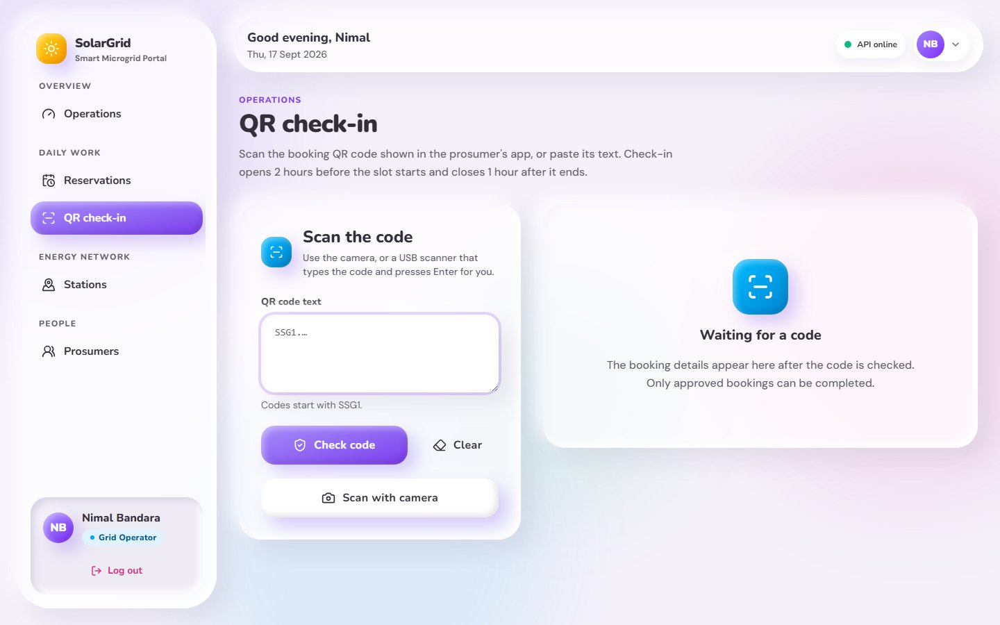 SolarGrid
Smart Microgrid Portal
OVERVIEW
Operations
DAILY WORK
Reservations
QR check-in
ENERGY NETWORK
Stations
PEOPLE
Prosumers
NB
Nimal Bandara
Grid Operator
Log out
Good evening, Nimal
Thu, 17 Sept 2026
API online
NB
OPERATIONS
QR check-in
Scan the booking QR code shown in the prosumer's app, or paste its text. Check-in
opens 2 hours before the slot starts and closes 1 hour after it ends.
Scan the code
Use the camera, or a USB scanner that
types the code and presses Enter for you.
QR code text
SSG1.…
Codes start with SSG1.
Check code
Clear
Scan with camera
Waiting for a code
The booking details appear here after the code is checked.
Only approved bookings can be completed.